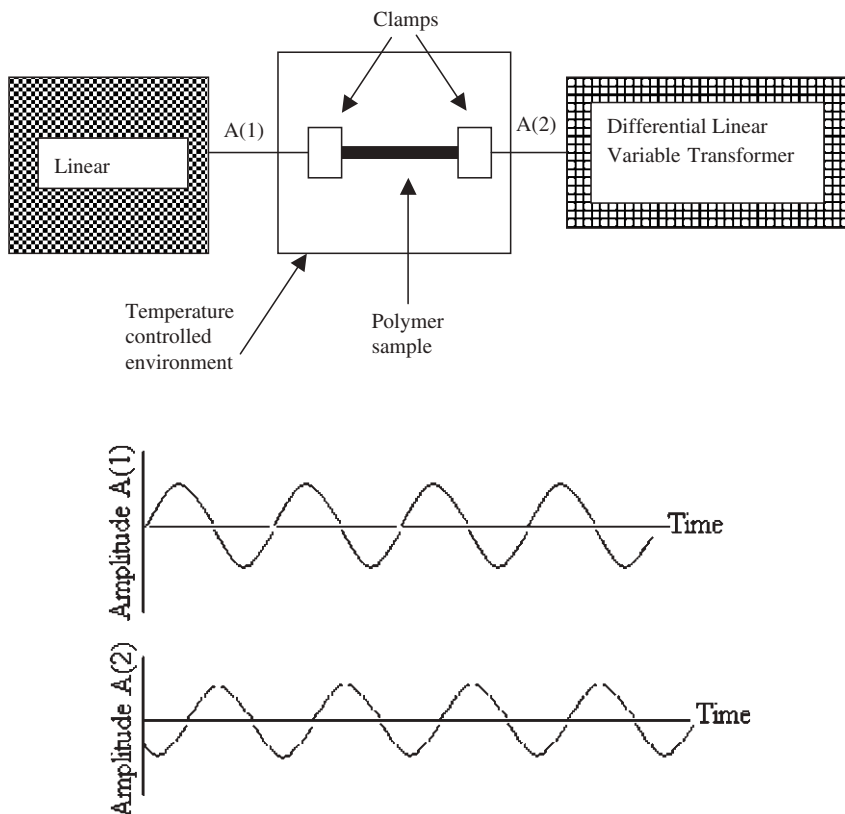 Clamps
A(1)
A(2)
Linear
Differential Linear
Variable Transformer
Temperature
controlled
environment
Polymer
sample
Amplitude A(1)
Time
Amplitude A(2)
Time